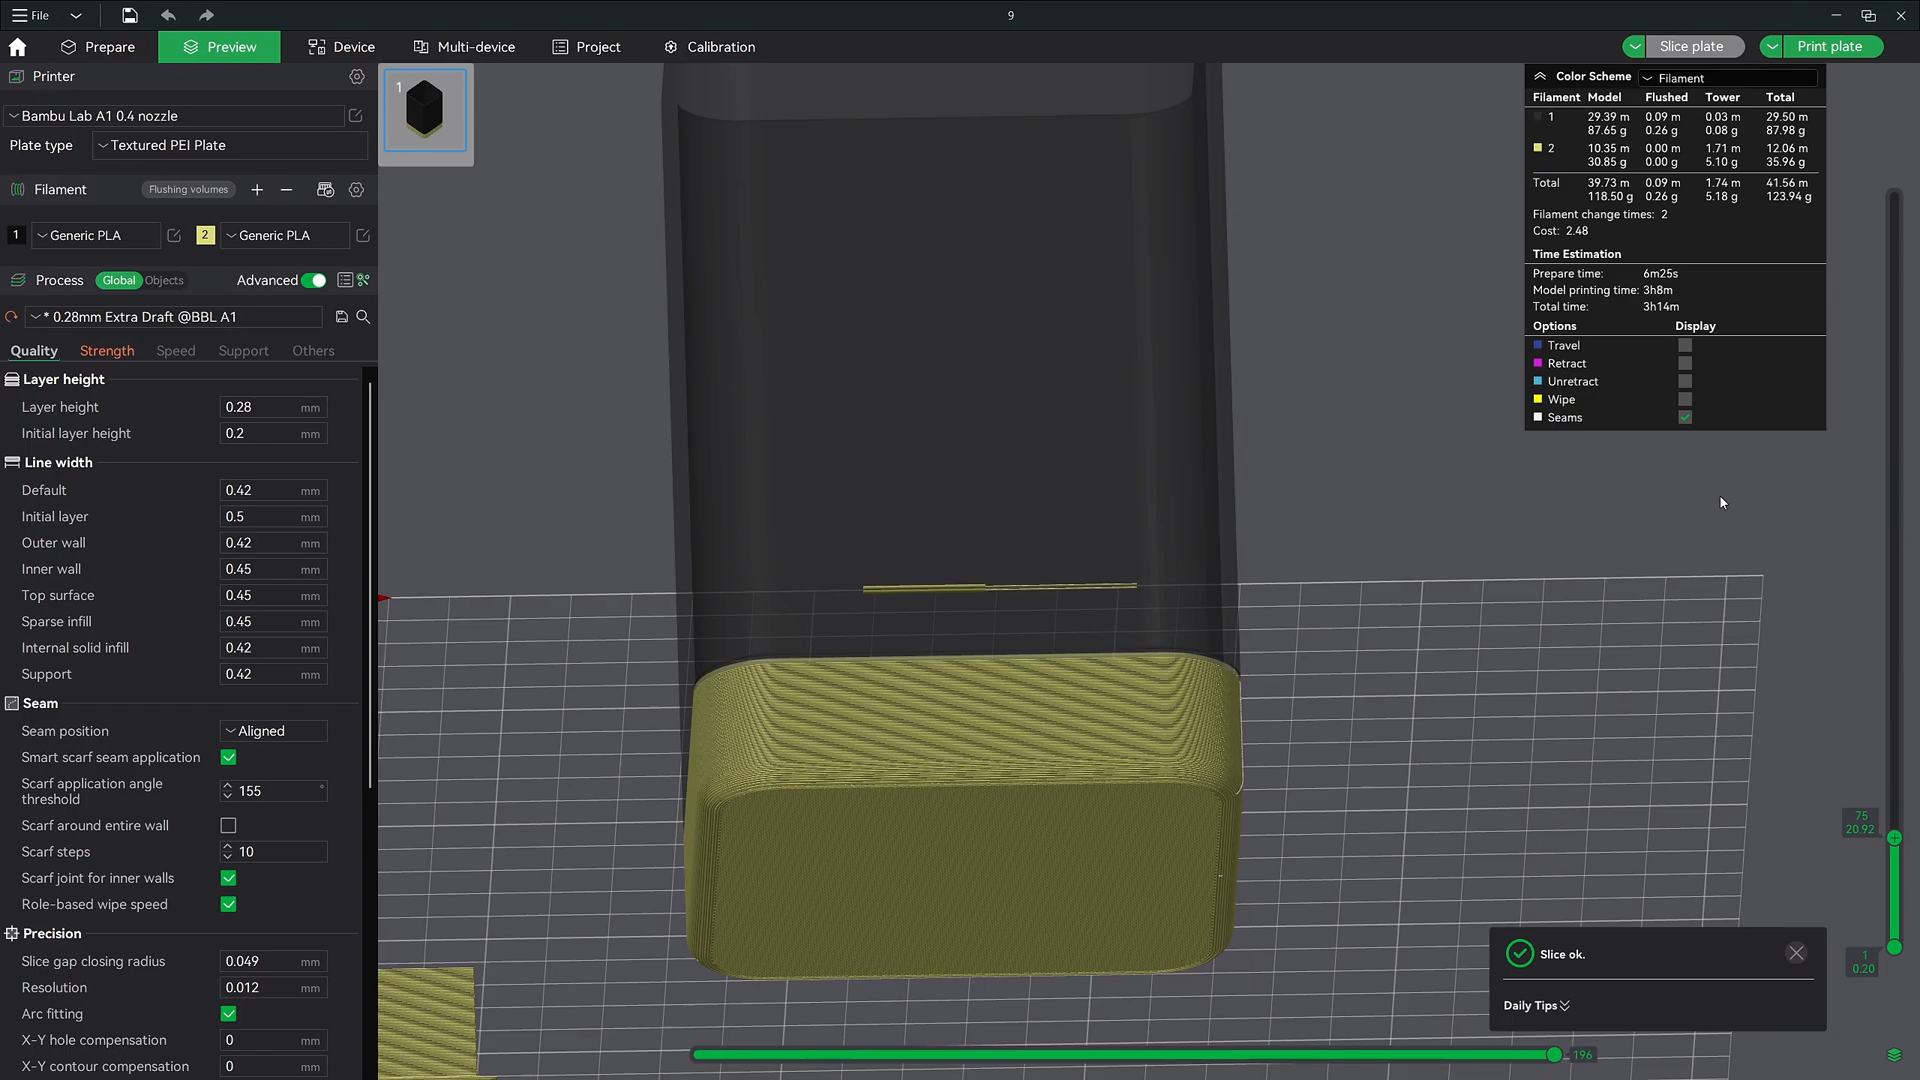 File
9
Prepare
Preview
Device
Multi-device
Project
Calibration
Slice plate
Print plate
Printer
Bambu Lab A1 0.4 nozzle
Plate type
Textured PEI Plate
Filament
Flushing volumes
1
Generic PLA
2
Generic PLA
Process
Global
Objects
Advanced
* 0.28mm Extra Draft @BBL A1
Quality
Strength
Speed
Support
Others
Layer height
Layer height 0.28 mm
Initial layer height 0.2 mm
Line width
Default 0.42 mm
Initial layer 0.5 mm
Outer wall 0.42 mm
Inner wall 0.45 mm
Top surface 0.45 mm
Sparse infill 0.45 mm
Internal solid infill 0.42 mm
Support 0.42 mm
Seam
Seam position Aligned
Smart scarf seam application
Scarf application angle
threshold
155 °
Scarf around entire wall
Scarf steps 10
Scarf joint for inner walls
Role-based wipe speed
Precision
Slice gap closing radius 0.049 mm
Resolution 0.012 mm
Arc fitting
X-Y hole compensation 0 mm
X-Y contour compensation 0 mm
1
Color Scheme Filament
Filament Model Flushed Tower Total
1 29.39 m 0.09 m 0.03 m 29.50 m
87.65 g 0.26 g 0.08 g 87.98 g
2 10.35 m 0.00 m 1.71 m 12.06 m
30.85 g 0.00 g 5.10 g 35.96 g
Total 39.73 m 0.09 m 1.74 m 41.56 m
118.50 g 0.26 g 5.18 g 123.94 g
Filament change times: 2
Cost: 2.48
Time Estimation
Prepare time: 6m25s
Model printing time: 3h8m
Total time: 3h14m
Options Display
Travel
Retract
Unretract
Wipe
Seams
75
20.92
1
0.20
Slice ok.
Daily Tips
196